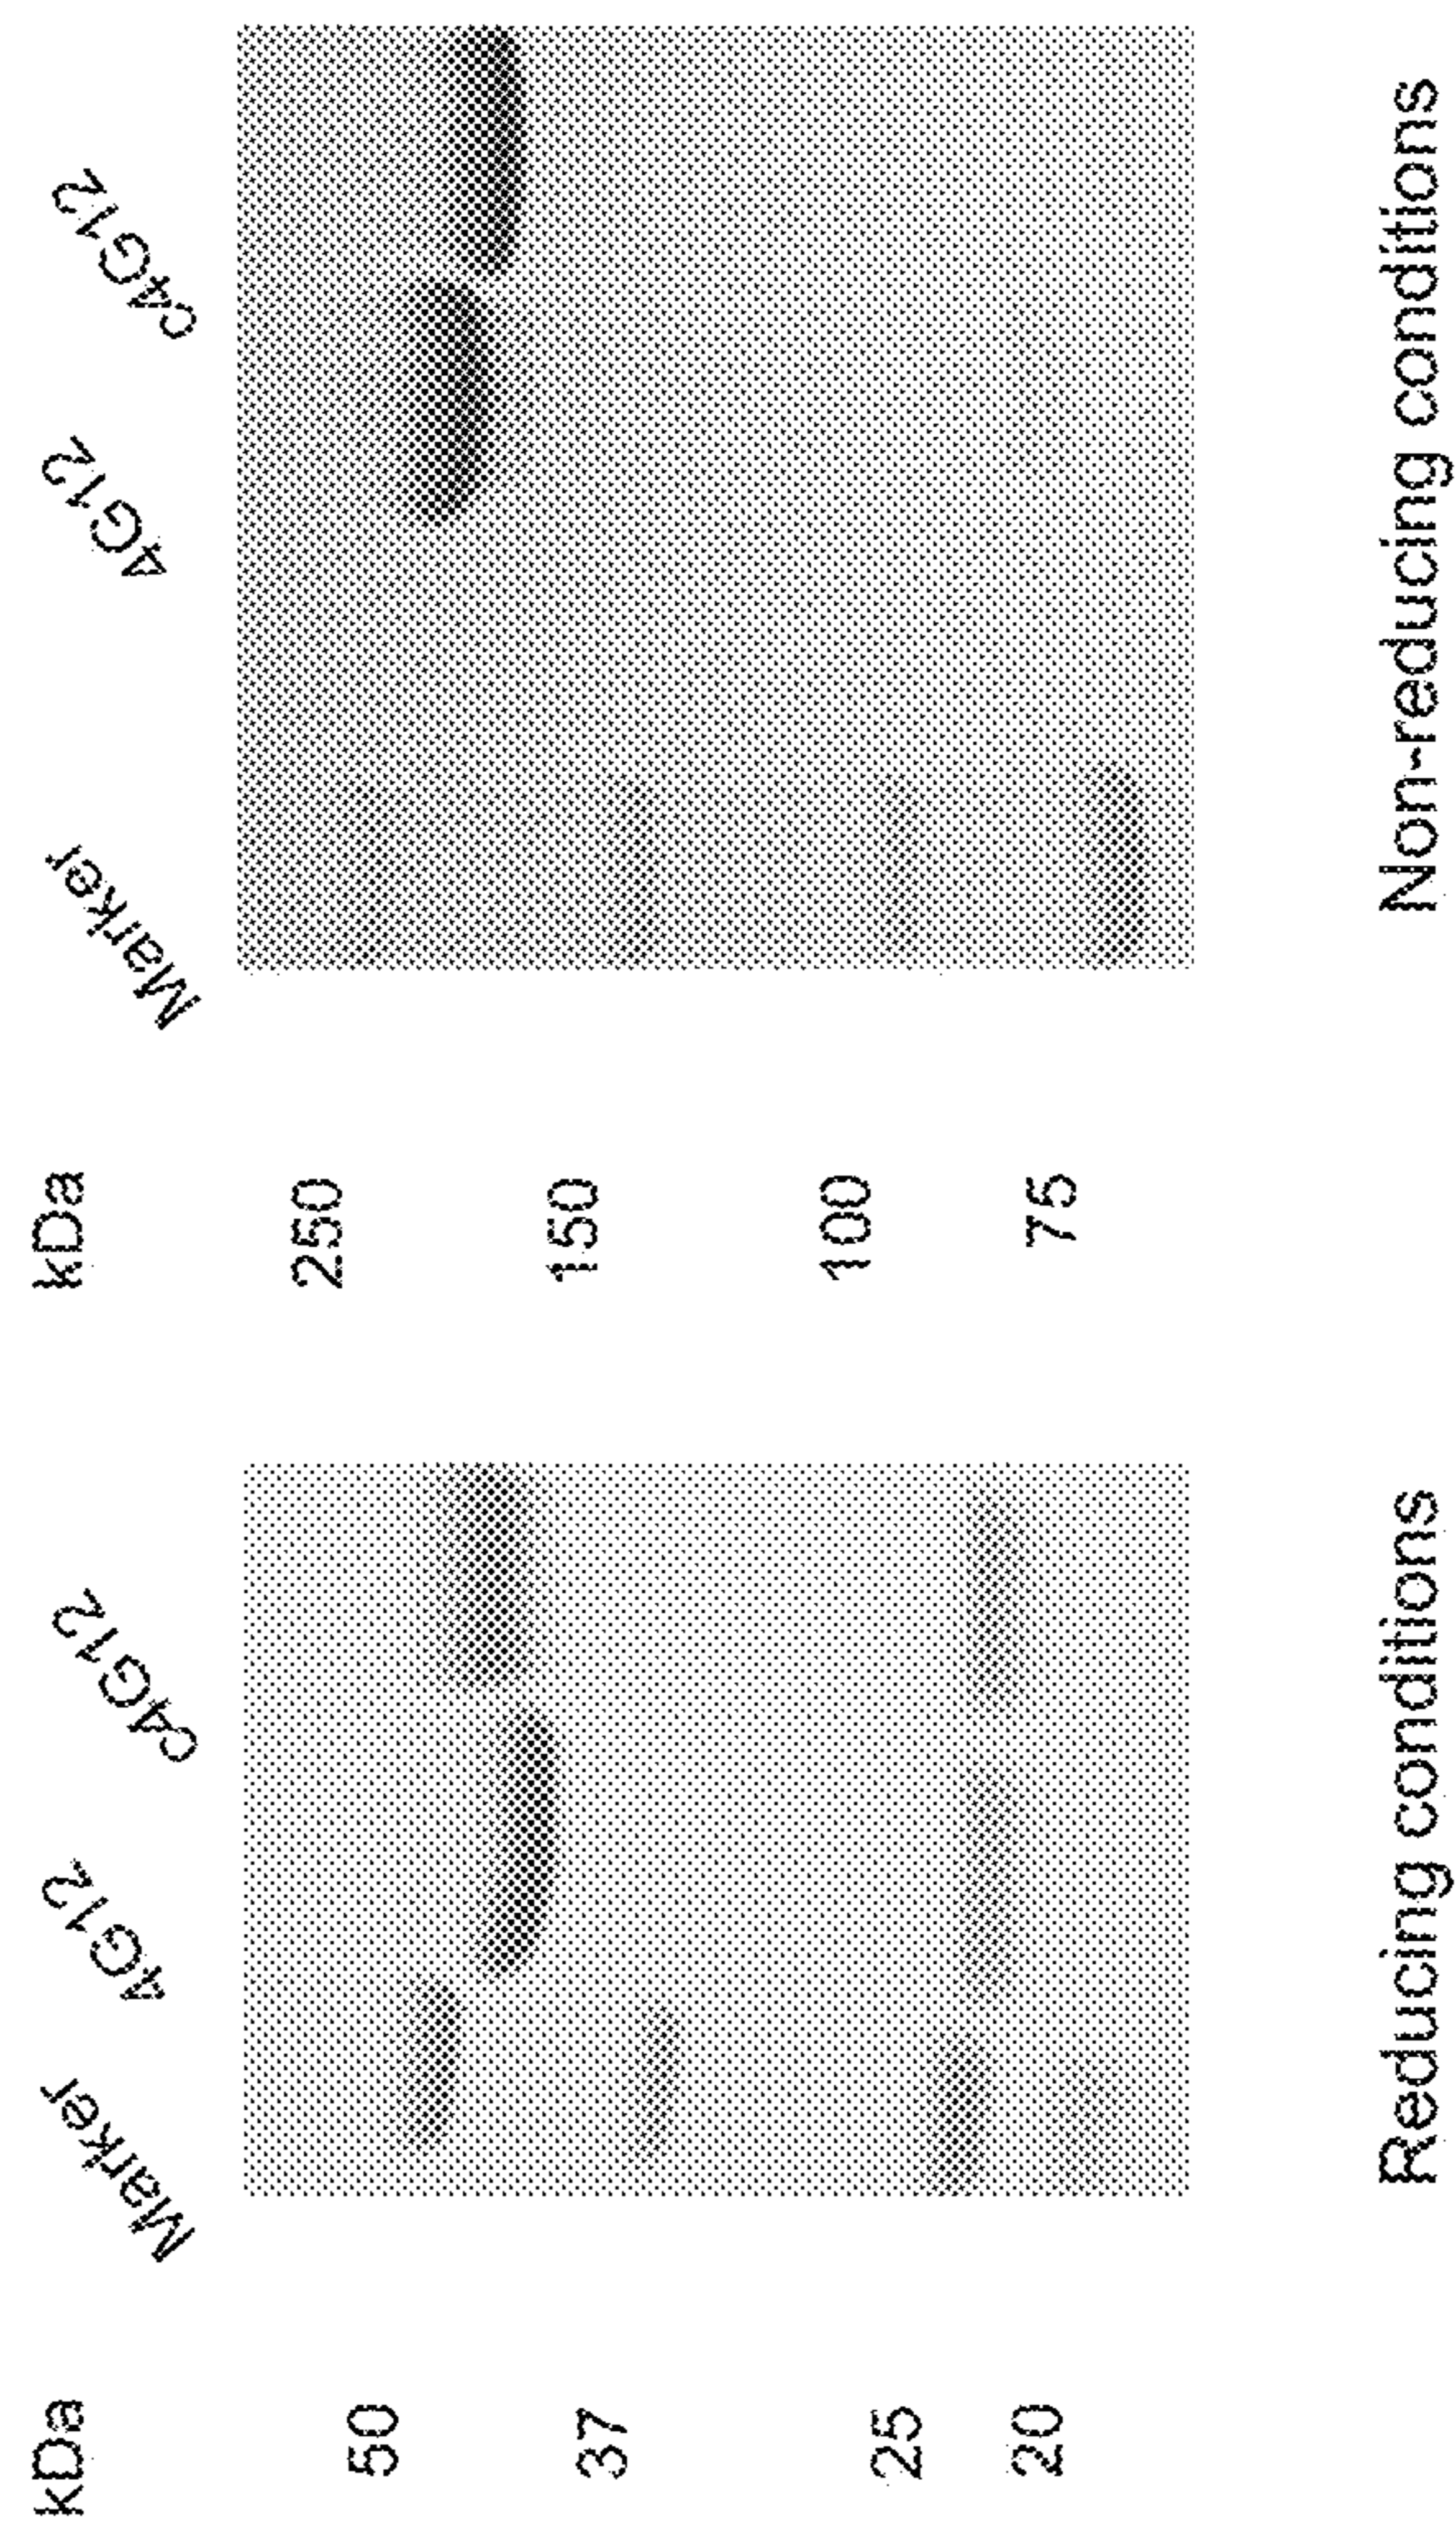 kDa
Marker
4G12
c4G12
50
37
25
20
Reducing conditions
kDa
Marker
4G12
c4G12
250
150
100
75
Non-reducing conditions